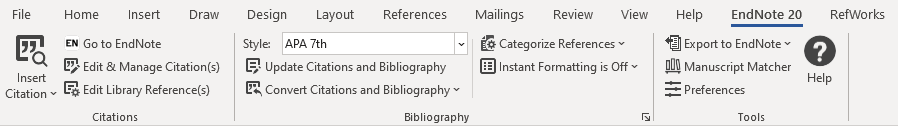 File Home Insert Draw Design Layout References Mailings Review View Help EndNote 20 RefWorks
Insert Citation
EN Go to EndNote
Edit & Manage Citation(s)
Edit Library Reference(s)
Citations
Style: APA 7th
Update Citations and Bibliography
Convert Citations and Bibliography
Categorize References
Instant Formatting is Off
Bibliography
Export to EndNote
Manuscript Matcher
Preferences
Help
Tools